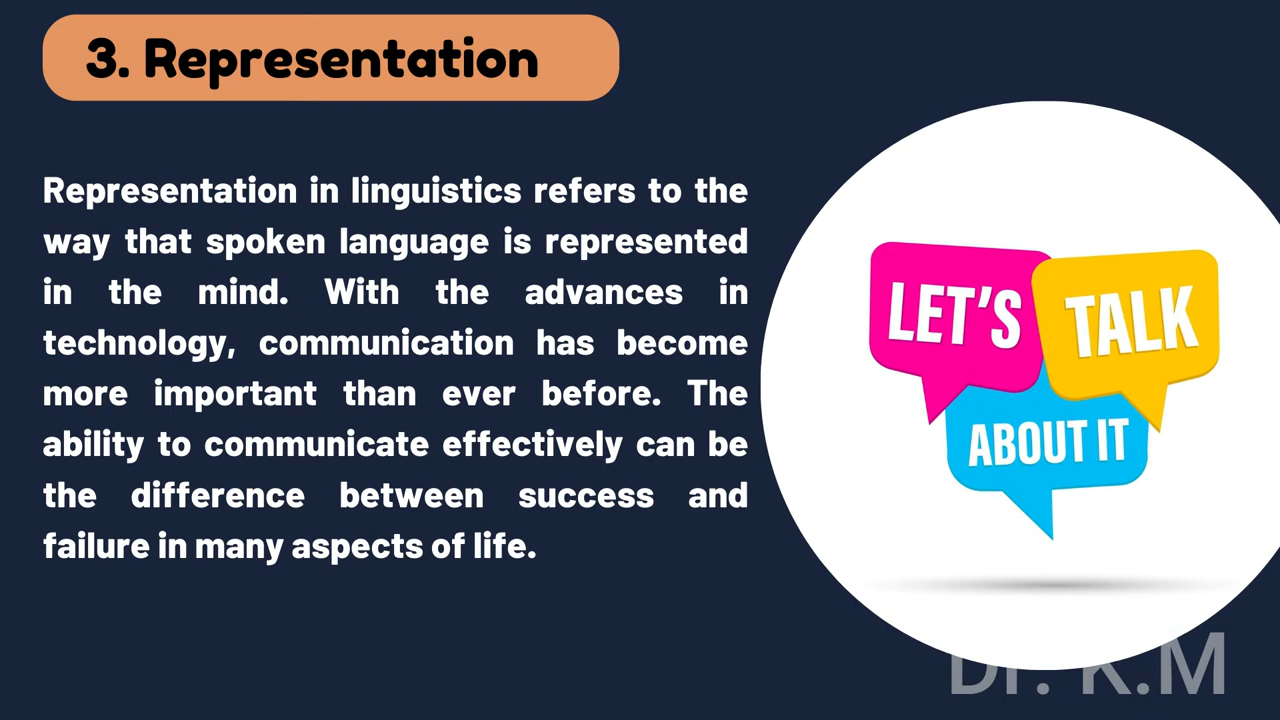 3. Representation
Representation in linguistics refers to the
way that spoken language is represented
in the mind. With the advances in
technology, communication has become
more important than ever before. The
ability to communicate effectively can be
the difference between success and
failure in many aspects of life.
LET'S
TALK
ABOUT IT
Dr. K.M